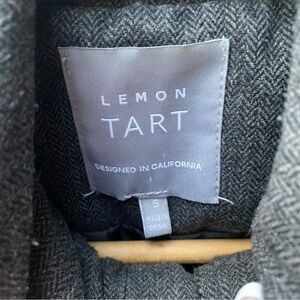 LEMON
TART
DESIGNED IN CALIFORNIA
S
MADE IN
CHINA